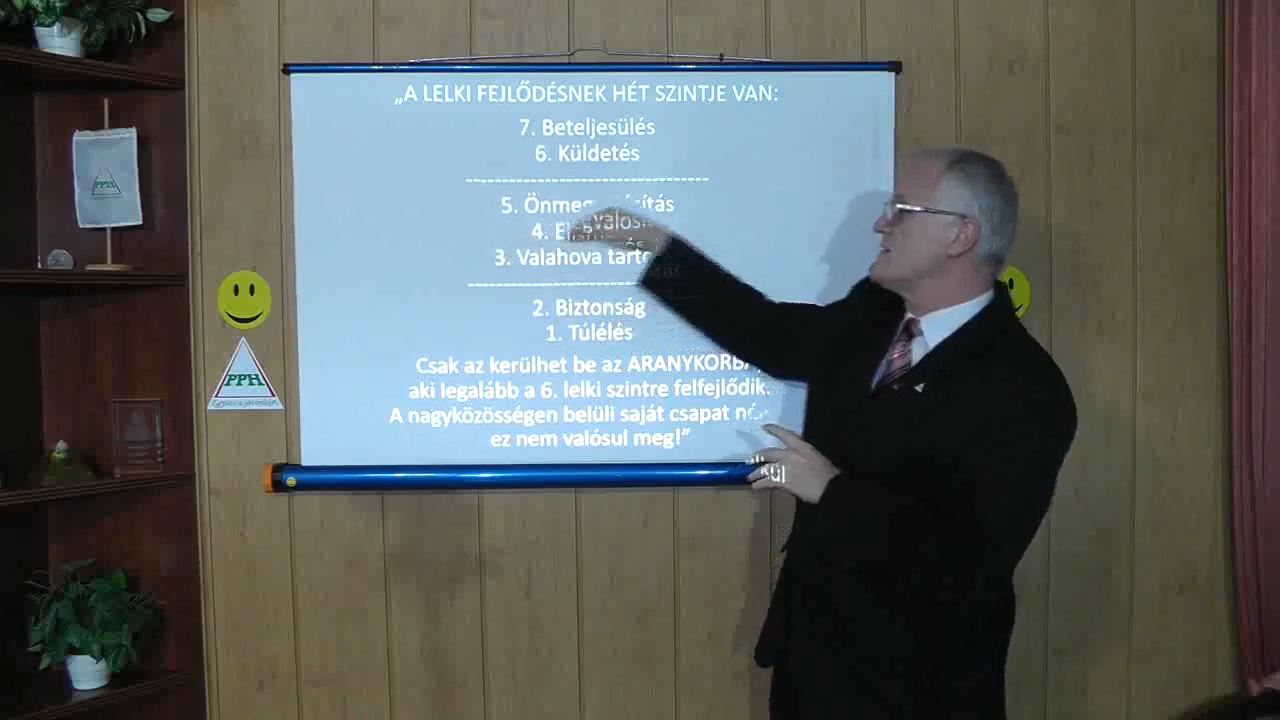 „A LELKI FEJLŐDÉSNEK HÉT SZINTJE VAN:
7. Beteljesülés
6. Küldetés
----------------------------------
5.
4.
3. Valahova
----------------------------------
2. Biztonság
1. Túlélés
Csak az kerülhet be az
aki legalább a 6. lelki szintre felfejlődik.
A nagyközösségen belüli saját csapat
ez nem valósul meg!”
PPH
PPH